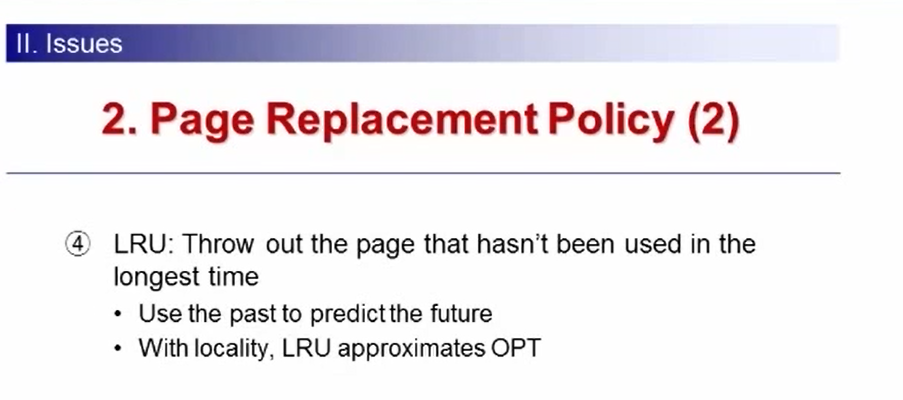 II. Issues
2. Page Replacement Policy (2)
④ LRU: Throw out the page that hasn't been used in the
longest time
• Use the past to predict the future
• With locality, LRU approximates OPT